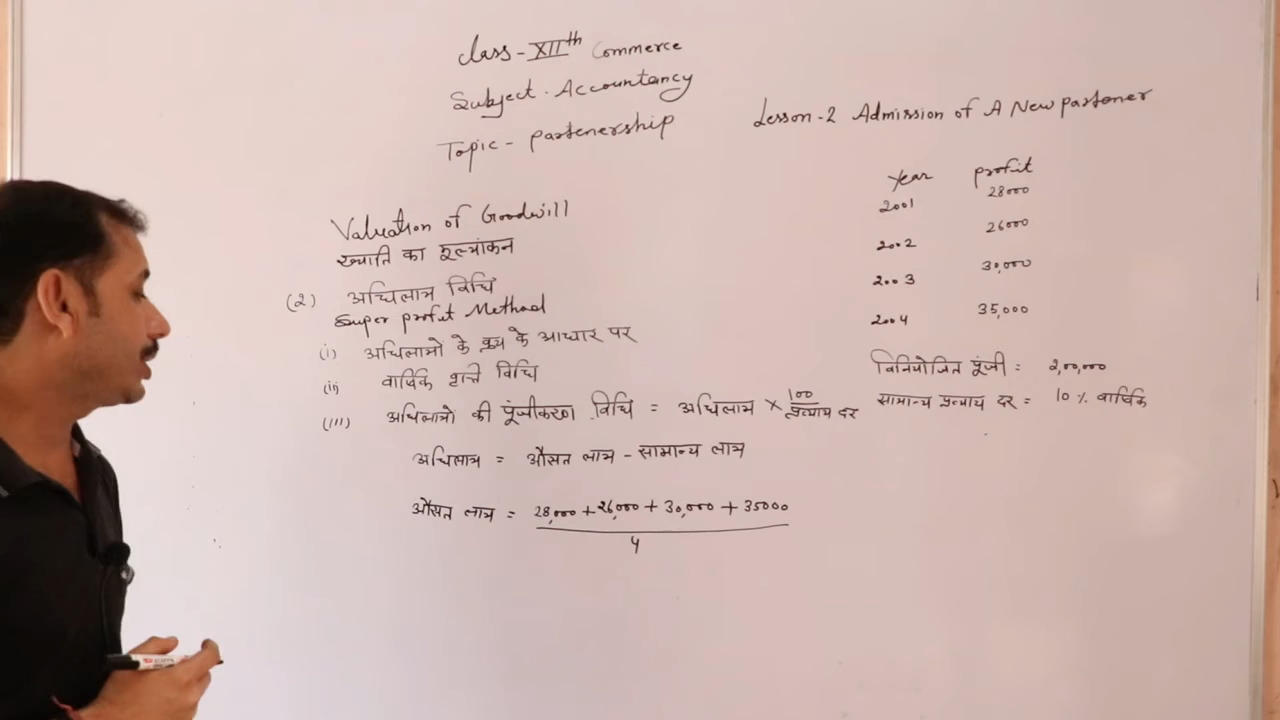 Class - XIIth Commerce
Subject. Accountancy
Topic - partenership
Lesson-2 Admission of A New partener
Valuation of Goodwill
ख्याति का मूल्यांकन
(2) अधिलाभ विधि
Super profit Method
(i) अधिलाभो के क्रय के आधार पर
(ii) वार्षिक विधि
(iii) अधिलाभो की पूंजीकरण विधि = अधिलाभ × 100 / प्रत्याय दर
अधिलाभ = औसत लाभ - सामान्य लाभ
औसत लाभ = 28,000 + 26,000 + 30,000 + 35000
4
Year profit
2001 28000
2002 26000
2003 30,000
2004 35,000
विनियोजित पूंजी = 2,00,000
सामान्य प्रत्याय दर = 10% वार्षिक